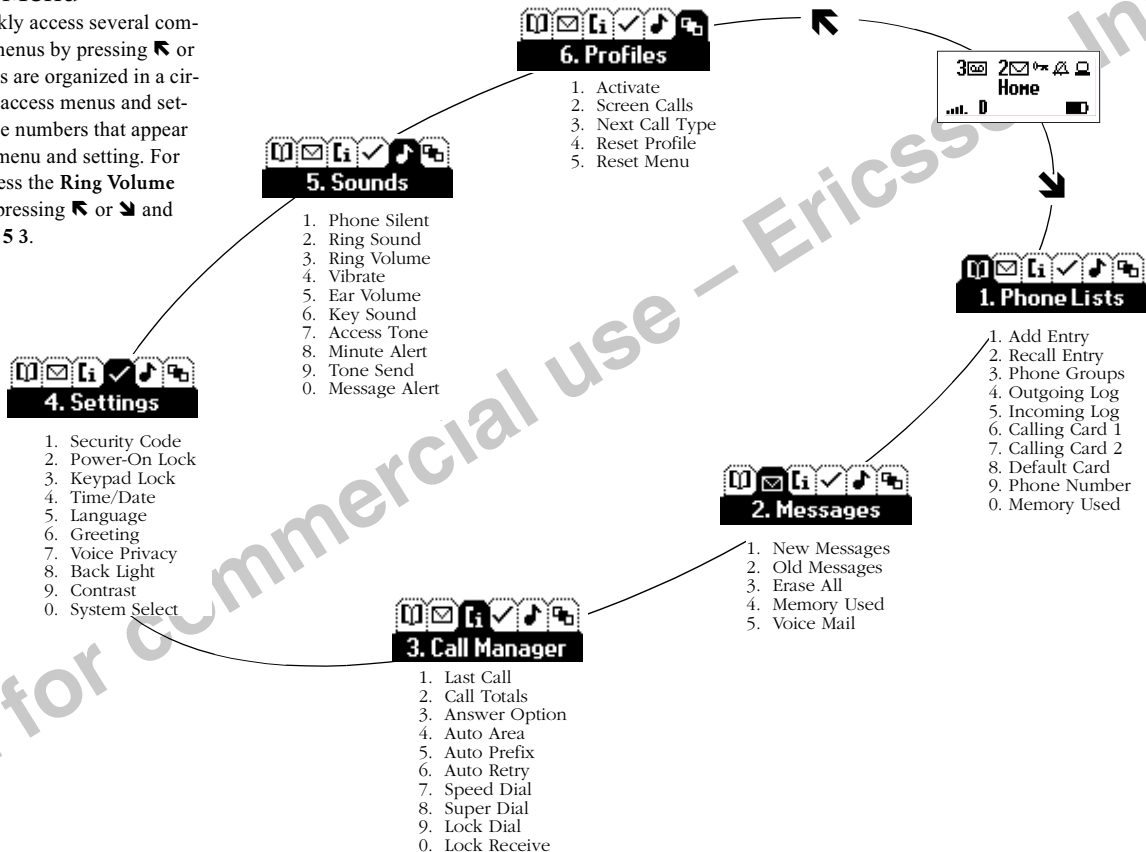 Menu
kly access several com-
menus by pressing ↖ or
s are organized in a cir-
access menus and set-
e numbers that appear
menu and setting. For
ess the Ring Volume
pressing ↖ or ↘ and
5 3.
6. Profiles
1. Activate
2. Screen Calls
3. Next Call Type
4. Reset Profile
5. Reset Menu
3 2
Home
D
5. Sounds
1. Phone Silent
2. Ring Sound
3. Ring Volume
4. Vibrate
5. Ear Volume
6. Key Sound
7. Access Tone
8. Minute Alert
9. Tone Send
0. Message Alert
1. Phone Lists
1. Add Entry
2. Recall Entry
3. Phone Groups
4. Outgoing Log
5. Incoming Log
6. Calling Card 1
7. Calling Card 2
8. Default Card
9. Phone Number
0. Memory Used
4. Settings
1. Security Code
2. Power-On Lock
3. Keypad Lock
4. Time/Date
5. Language
6. Greeting
7. Voice Privacy
8. Back Light
9. Contrast
0. System Select
2. Messages
1. New Messages
2. Old Messages
3. Erase All
4. Memory Used
5. Voice Mail
3. Call Manager
1. Last Call
2. Call Totals
3. Answer Option
4. Auto Area
5. Auto Prefix
6. Auto Retry
7. Speed Dial
8. Super Dial
9. Lock Dial
0. Lock Receive
for commercial use – Ericsson In